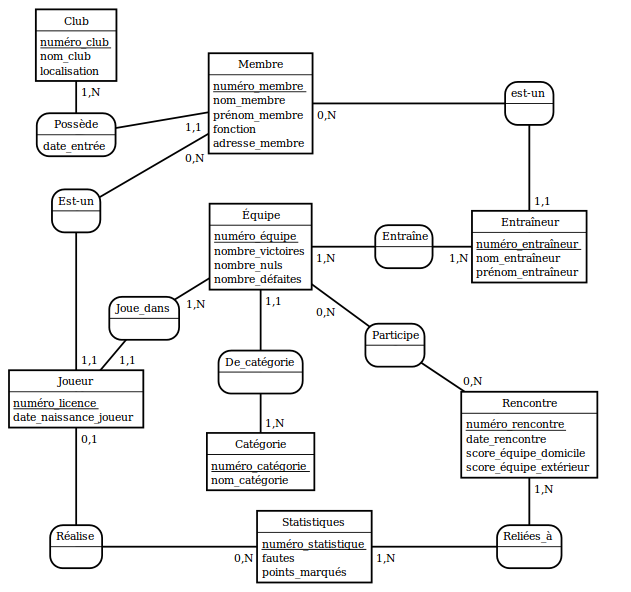 Club
numéro_club
nom_club
localisation
1,N
Possède
date_entrée
Membre
numéro_membre
nom_membre
prénom_membre
fonction
adresse_membre
1,1
0,N
0,N
est-un
1,1
Est-un
1,1
Entraîneur
numéro_entraîneur
nom_entraîneur
prénom_entraîneur
Équipe
numéro_équipe
nombre_victoires
nombre_nuls
nombre_défaites
1,N
Entraîne
1,N
1,N
Joue_dans
1,1
1,1
De_catégorie
1,N
0,N
Participe
0,N
Joueur
numéro_licence
date_naissance_joueur
0,1
Catégorie
numéro_catégorie
nom_catégorie
Rencontre
numéro_rencontre
date_rencontre
score_équipe_domicile
score_équipe_extérieur
1,N
Réalise
0,N
Statistiques
numéro_statistique
fautes
points_marqués
1,N
Reliées_à